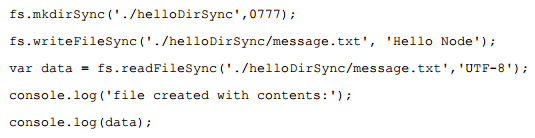 fs.mkdirSync('./helloDirSync',0777);
fs.writeFileSync('./helloDirSync/message.txt', 'Hello Node');
var data = fs.readFileSync('./helloDirSync/message.txt','UTF-8');
console.log('file created with contents:');
console.log(data);